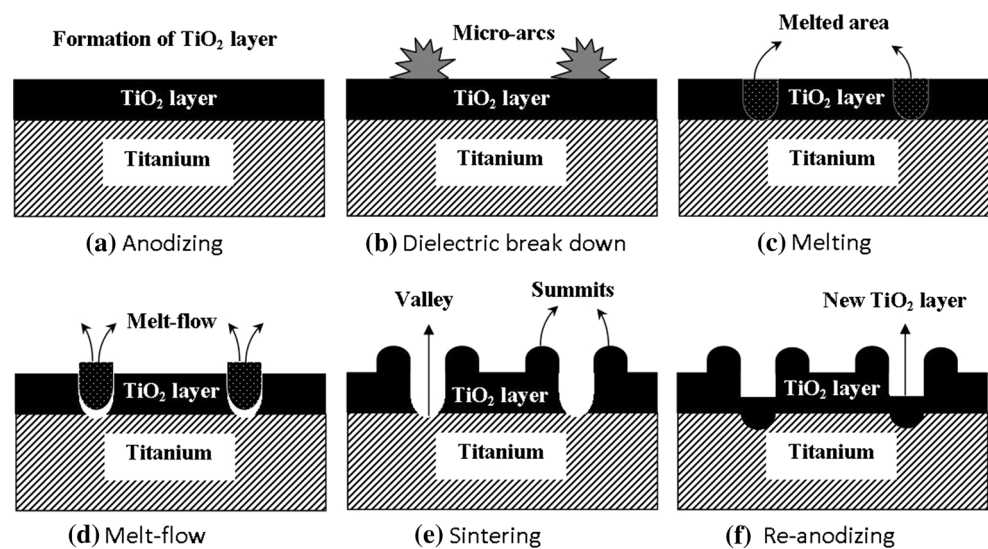 Formation of TiO₂ layer
TiO₂ layer
Titanium
(a) Anodizing
Micro-arcs
TiO₂ layer
Titanium
(b) Dielectric break down
Melted area
TiO₂ layer
Titanium
(c) Melting
Melt-flow
TiO₂ layer
Titanium
(d) Melt-flow
Valley
Summits
TiO₂ layer
Titanium
(e) Sintering
New TiO₂ layer
TiO₂ layer
Titanium
(f) Re-anodizing